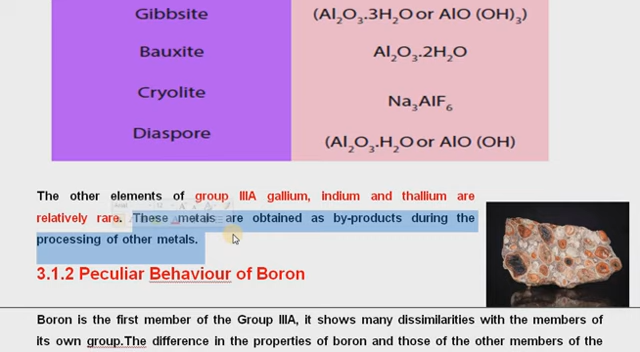 Gibbsite (Al₂O₃.3H₂O or AlO (OH)₃)
Bauxite Al₂O₃.2H₂O
Cryolite Na₃AlF₆
Diaspore (Al₂O₃.H₂O or AlO (OH)
The other elements of group IIIA gallium, indium and thallium are
relatively rare. These metals are obtained as by-products during the
processing of other metals.
3.1.2 Peculiar Behaviour of Boron
Boron is the first member of the Group IIIA, it shows many dissimilarities with the members of
its own group.The difference in the properties of boron and those of the other members of the